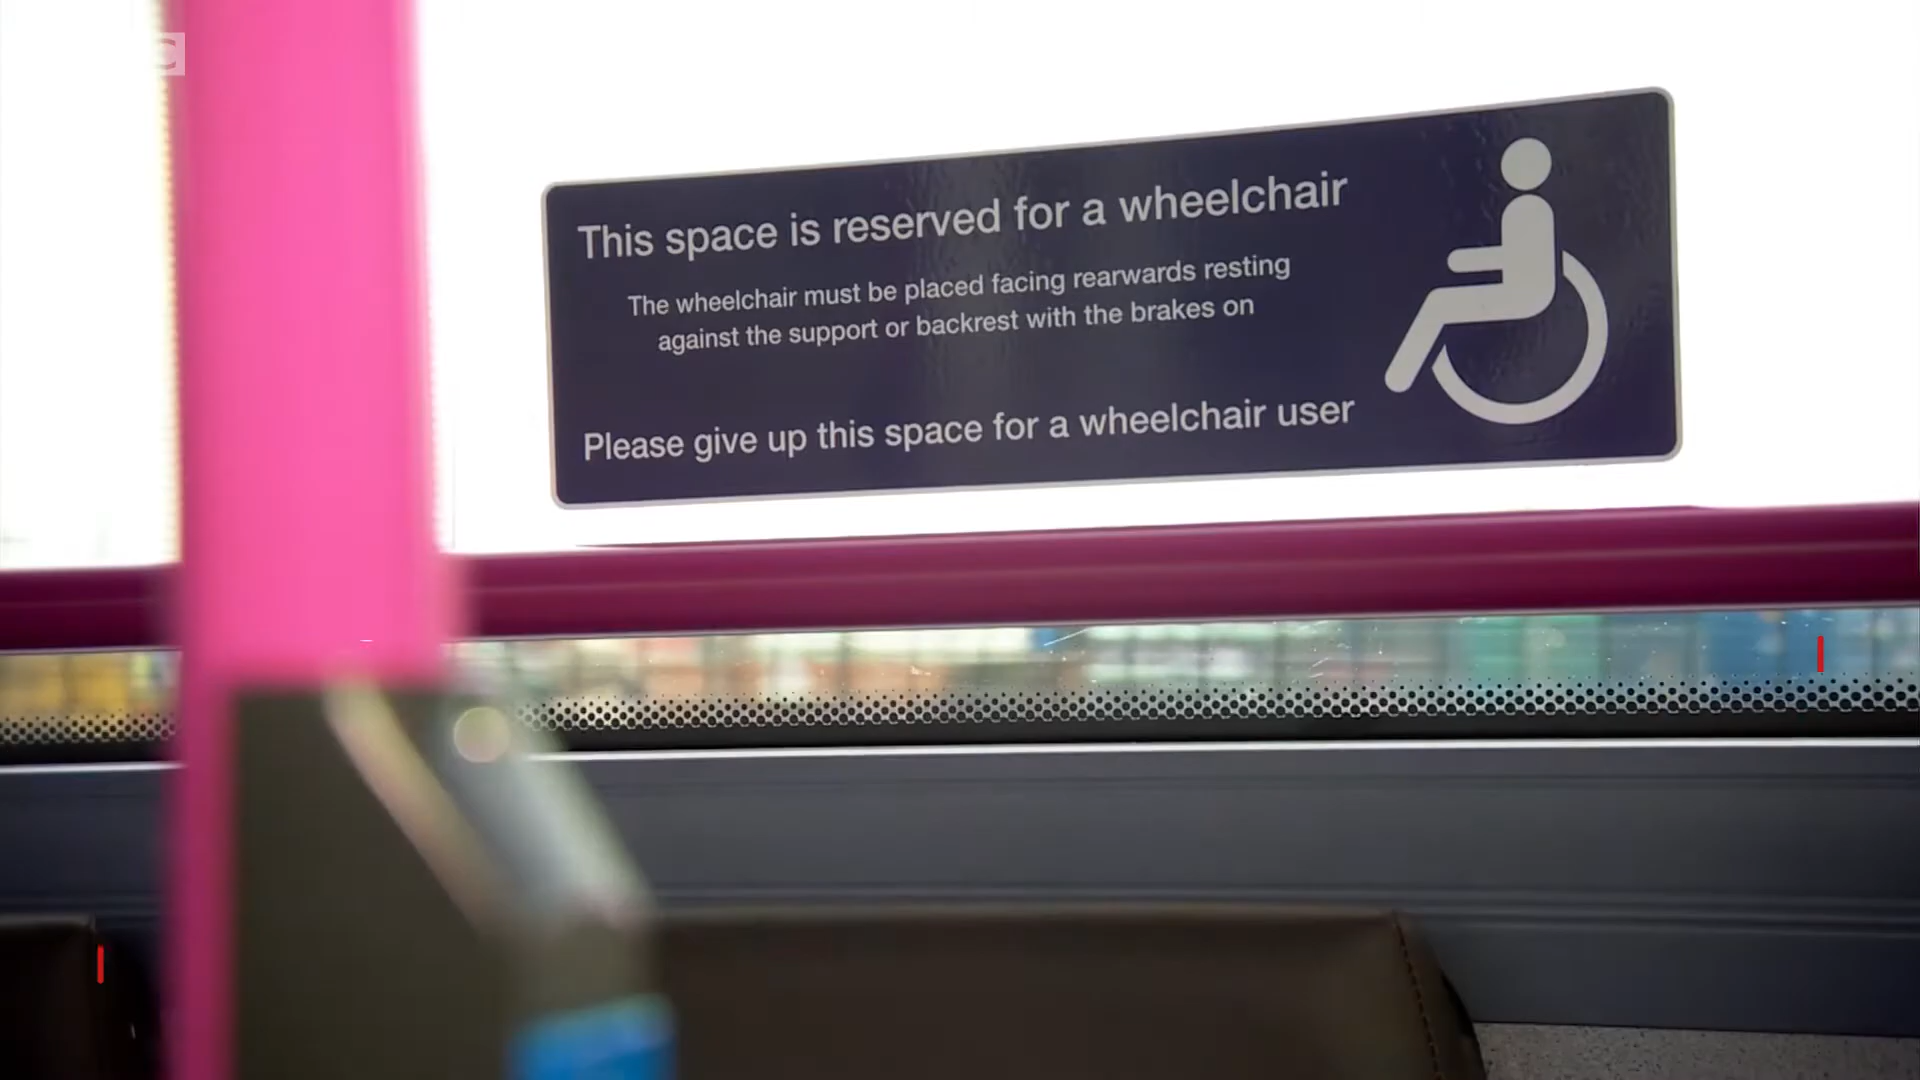 This space is reserved for a wheelchair
The wheelchair must be placed facing rearwards resting
against the support or backrest with the brakes on
Please give up this space for a wheelchair user